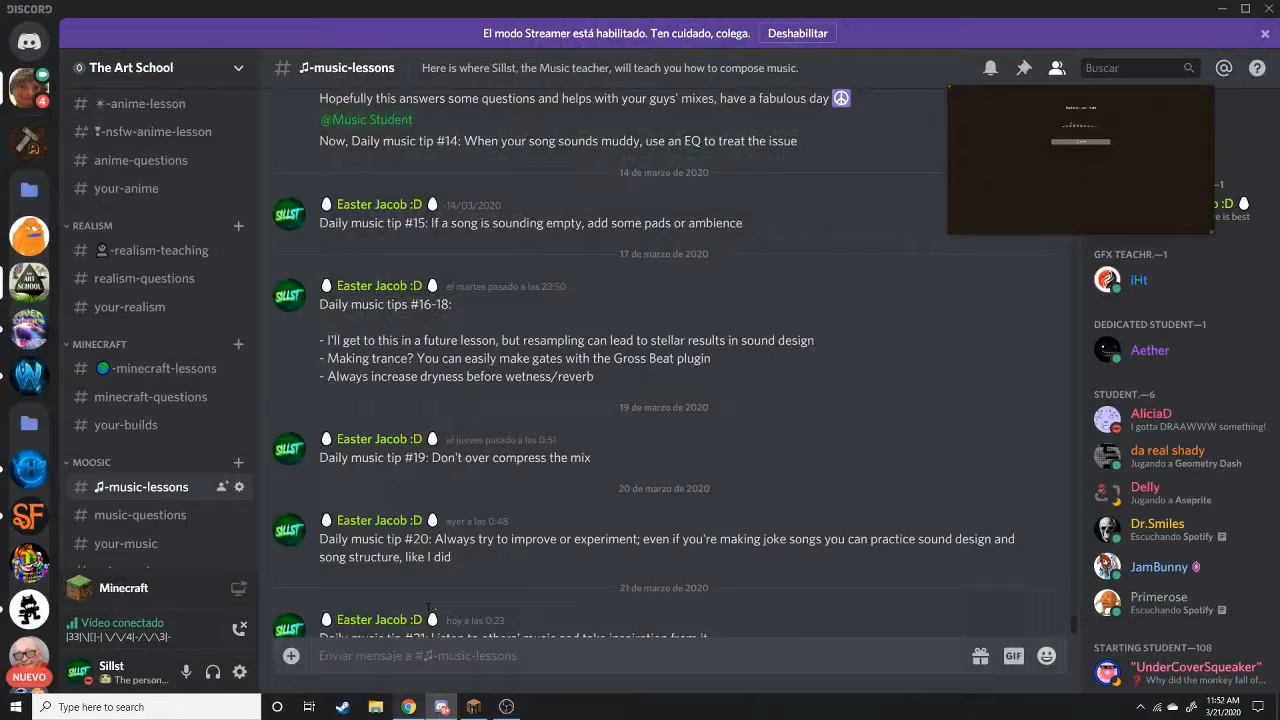 DISCORD
El modo Streamer está habilitado. Ten cuidado, colega.
Deshabilitar
The Art School
♫-music-lessons
Here is where Sillst, the Music teacher, will teach you how to compose music.
Buscar
-anime-lesson
-nsfw-anime-lesson
anime-questions
your-anime
REALISM
-realism-teaching
realism-questions
your-realism
MINECRAFT
-minecraft-lessons
minecraft-questions
your-builds
MOOSIC
♫-music-lessons
music-questions
your-music
Minecraft
Vídeo conectado
Sillst
The person...
4
SF
NUEVO
Hopefully this answers some questions and helps with your guys' mixes, have a fabulous day ☮
@Music Student
Now, Daily music tip #14: When your song sounds muddy, use an EQ to treat the issue
14 de marzo de 2020
SILLST
Easter Jacob :D 14/03/2020
Daily music tip #15: If a song is sounding empty, add some pads or ambience
17 de marzo de 2020
SILLST
Easter Jacob :D el martes pasado a las 23:50
Daily music tips #16-18:
- I'll get to this in a future lesson, but resampling can lead to stellar results in sound design
- Making trance? You can easily make gates with the Gross Beat plugin
- Always increase dryness before wetness/reverb
19 de marzo de 2020
SILLST
Easter Jacob :D el jueves pasado a las 0:51
Daily music tip #19: Don't over compress the mix
20 de marzo de 2020
SILLST
Easter Jacob :D ayer a las 0:48
Daily music tip #20: Always try to improve or experiment; even if you're making joke songs you can practice sound design and
song structure, like I did
21 de marzo de 2020
SILLST
Easter Jacob :D hoy a las 0:23
Daily music tip #21: Listen to others' music and take inspiration from it
Enviar mensaje a #♫-music-lessons
GIF
GFX TEACHR.—1
iHt
DEDICATED STUDENT—1
Aether
STUDENT.—6
AliciaD
I gotta DRAAWWW something!
da real shady
Jugando a Geometry Dash
Delly
Jugando a Aseprite
Dr.Smiles
Escuchando Spotify
JamBunny
Primerose
Escuchando Spotify
STARTING STUDENT—108
"UnderCoverSqueaker"
Why did the monkey fall of...
Type here to search
11:52 AM
3/21/2020